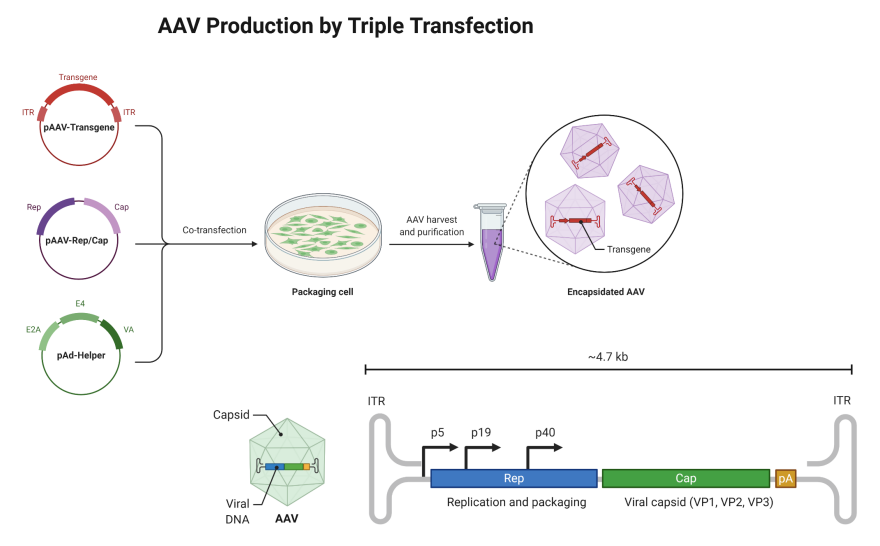 AAV Production by Triple Transfection
Transgene
ITR
ITR
pAAV-Transgene
Rep
Cap
pAAV-Rep/Cap
E4
E2A
VA
pAd-Helper
Co-transfection
Packaging cell
AAV harvest
and purification
Transgene
Encapsidated AAV
~4.7 kb
ITR
ITR
Capsid
Viral
DNA
AAV
p5
p19
p40
Rep
Cap
pA
Replication and packaging
Viral capsid (VP1, VP2, VP3)